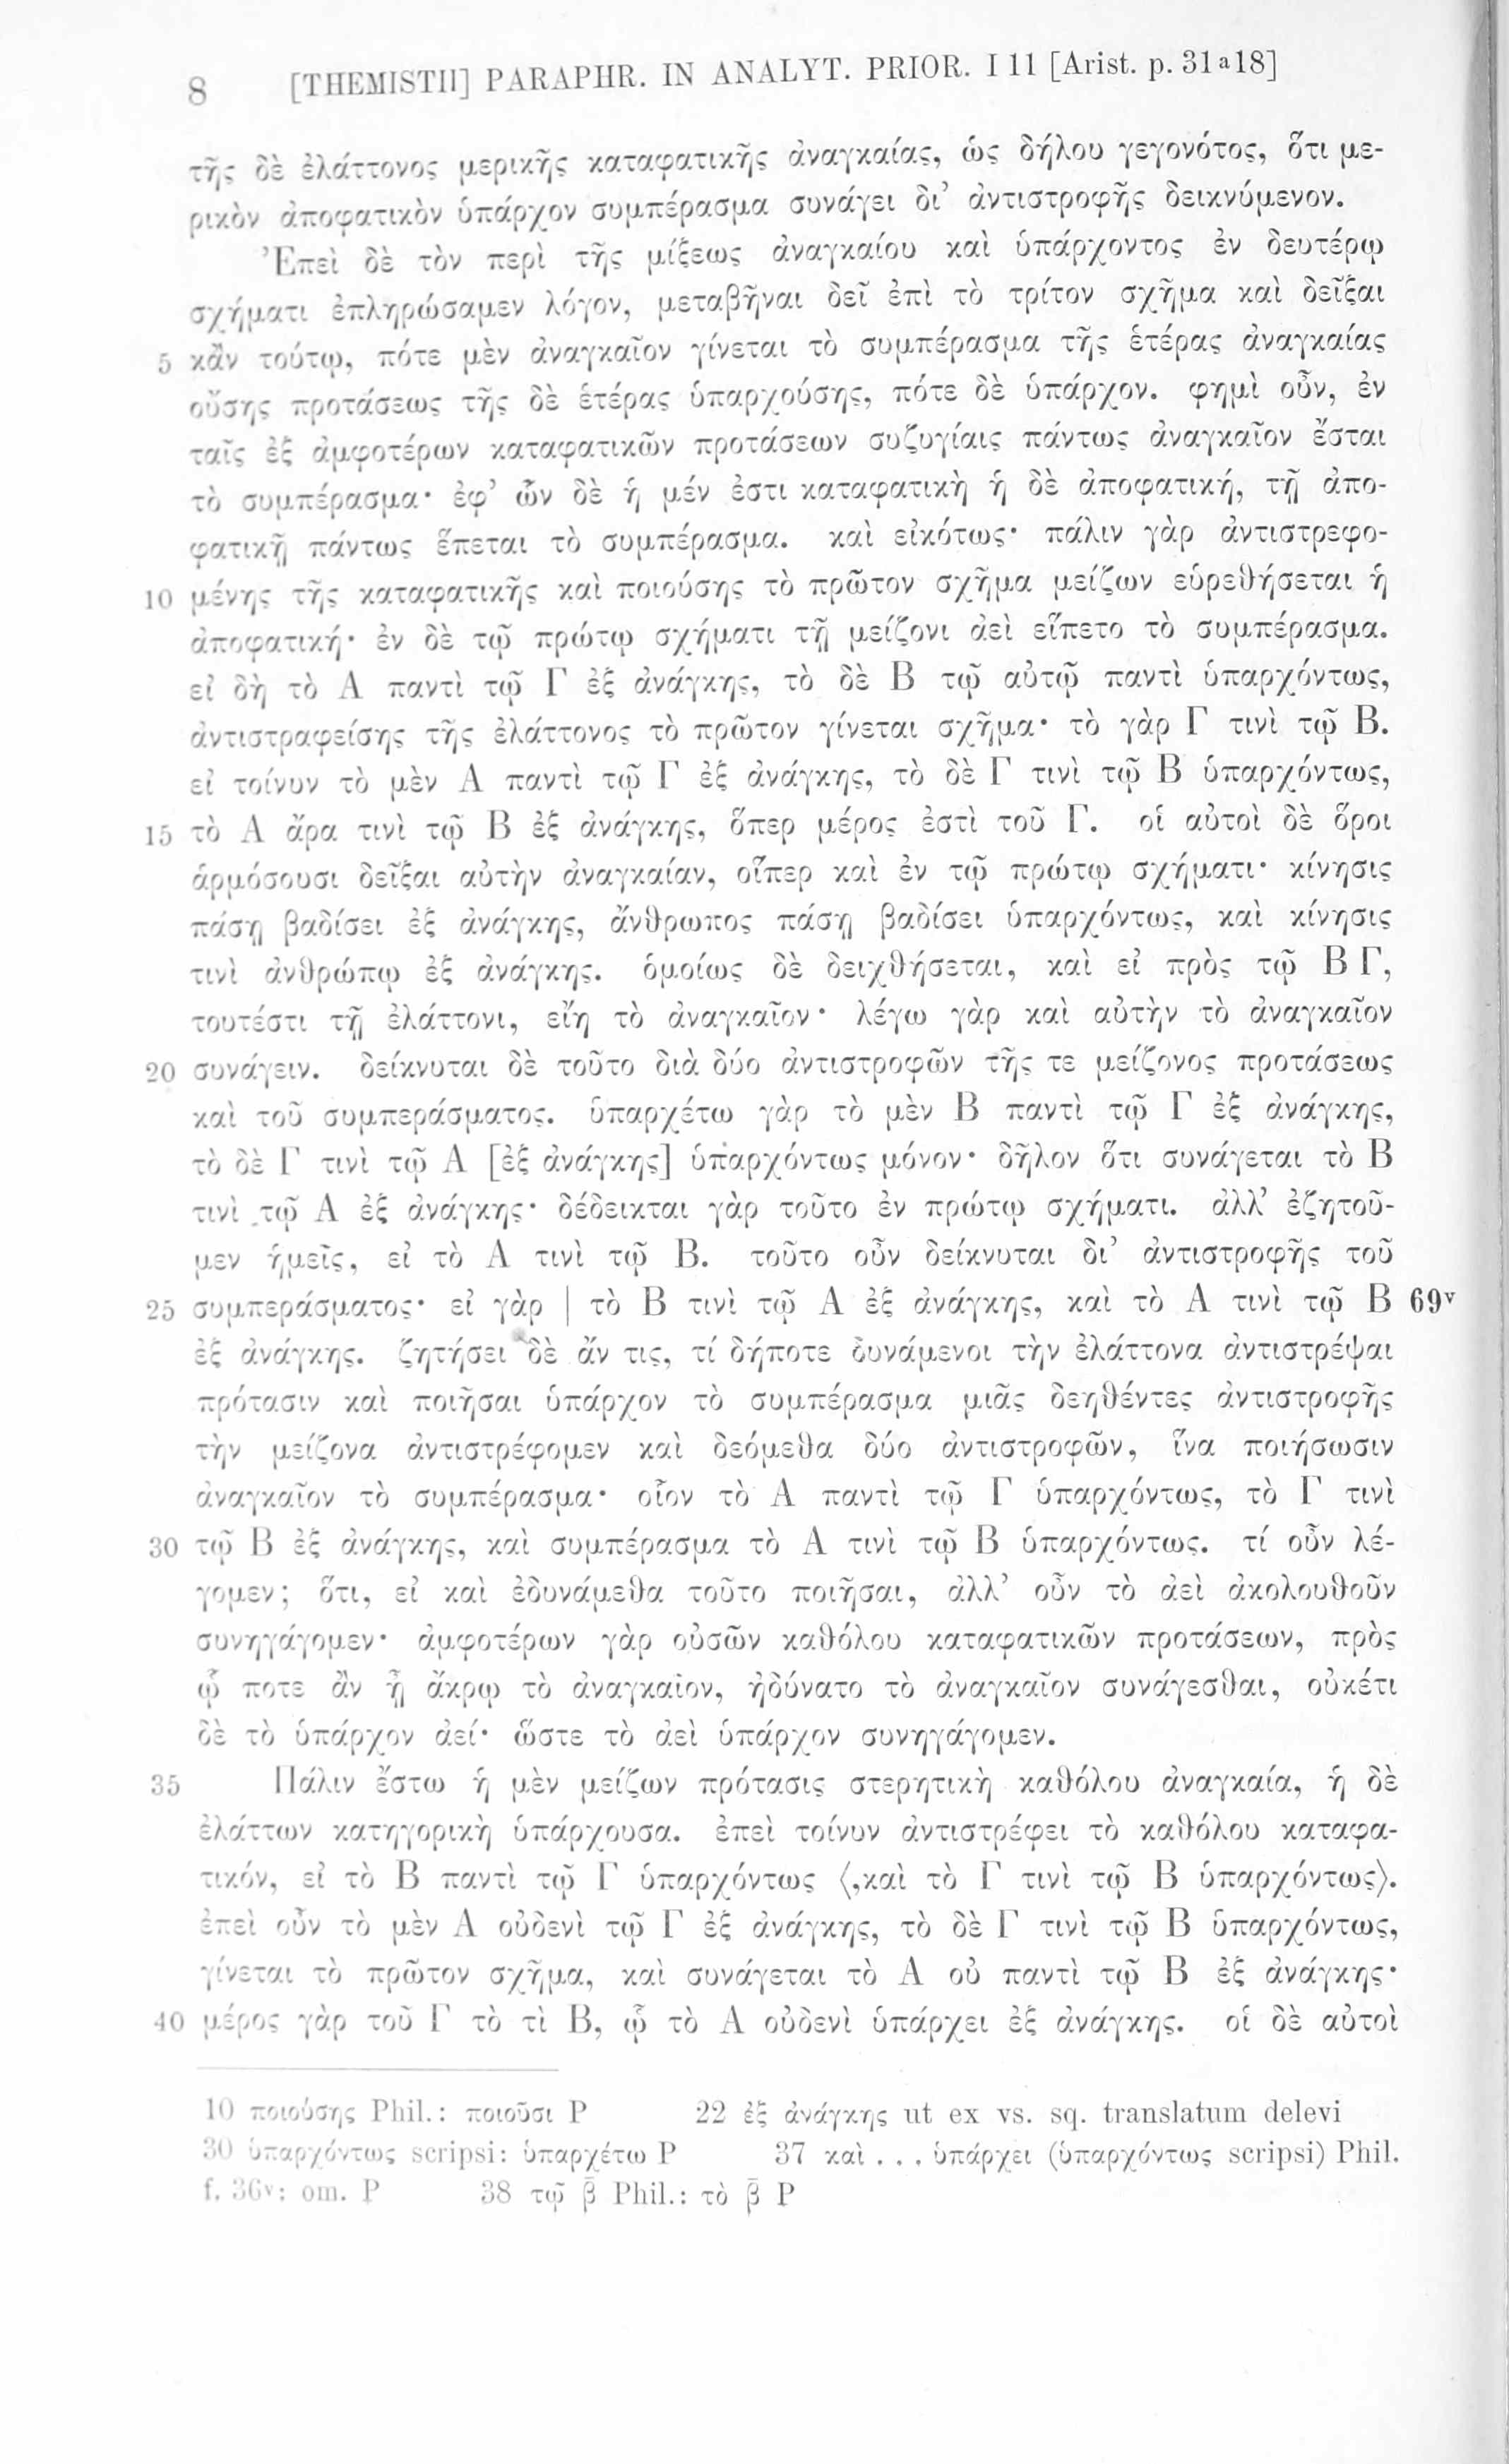 8 [THEMISTII] PARAPHR. IN ANALYT. PRIOR. I 11 [Arist. p. 31a18]
τῆς δὲ ἐλάττονος μερικῆς καταφατικῆς ἀναγκαίας, ὡς δήλου γεγονότος, ὅτι με-
ρικὸν ἀποφατικὸν ὑπάρχον συμπέρασμα συνάγει δι’ ἀντιστροφῆς δεικνύμενον.
Ἐπεὶ δὲ τὸν περὶ τῆς μίξεως ἀναγκαίου καὶ ὑπάρχοντος ἐν δευτέρῳ
σχήματι ἐπληρώσαμεν λόγον, μεταβῆναι δεῖ ἐπὶ τὸ τρίτον σχῆμα καὶ δεῖξαι
5 κἂν τούτῳ, πότε μὲν ἀναγκαῖον γίνεται τὸ συμπέρασμα τῆς ἑτέρας ἀναγκαίας
οὔσης προτάσεως τῆς δὲ ἑτέρας ὑπαρχούσης, πότε δὲ ὑπάρχον. φημὶ οὖν, ἐν
ταῖς ἐξ ἀμφοτέρων καταφατικῶν προτάσεων συζυγίαις πάντως ἀναγκαῖον ἔσται
τὸ συμπέρασμα· ἐφ’ ὧν δὲ ἡ μέν ἐστι καταφατικὴ ἡ δὲ ἀποφατική, τῇ ἀπο-
φατικῇ πάντως ἕπεται τὸ συμπέρασμα. καὶ εἰκότως· πάλιν γὰρ ἀντιστρεφο-
10 μένης τῆς καταφατικῆς καὶ ποιούσης τὸ πρῶτον σχῆμα μείζων εὑρεθήσεται ἡ
ἀποφατική· ἐν δὲ τῷ πρώτῳ σχήματι τῇ μείζονι ἀεὶ εἵπετο τὸ συμπέρασμα.
εἰ δὴ τὸ Α παντὶ τῷ Γ ἐξ ἀνάγκης, τὸ δὲ Β τῷ αὐτῷ παντὶ ὑπαρχόντως,
ἀντιστραφείσης τῆς ἐλάττονος τὸ πρῶτον γίνεται σχῆμα· τὸ γὰρ Γ τινὶ τῷ Β.
εἰ τοίνυν τὸ μὲν Α παντὶ τῷ Γ ἐξ ἀνάγκης, τὸ δὲ Γ τινὶ τῷ Β ὑπαρχόντως,
15 τὸ Α ἄρα τινὶ τῷ Β ἐξ ἀνάγκης, ὅπερ μέρος ἐστὶ τοῦ Γ. οἱ αὐτοὶ δὲ ὅροι
ἁρμόσουσι δεῖξαι αὐτὴν ἀναγκαίαν, οἵπερ καὶ ἐν τῷ πρώτῳ σχήματι· κίνησις
πάσῃ βαδίσει ἐξ ἀνάγκης, ἄνθρωπος πάσῃ βαδίσει ὑπαρχόντως, καὶ κίνησις
τινὶ ἀνθρώπῳ ἐξ ἀνάγκης. ὁμοίως δὲ δειχθήσεται, καὶ εἰ πρὸς τῷ Β Γ,
τουτέστι τῇ ἐλάττονι, εἴη τὸ ἀναγκαῖον· λέγω γὰρ καὶ αὐτὴν τὸ ἀναγκαῖον
20 συνάγειν. δείκνυται δὲ τοῦτο διὰ δύο ἀντιστροφῶν τῆς τε μείζονος προτάσεως
καὶ τοῦ συμπεράσματος. ὑπαρχέτω γὰρ τὸ μὲν Β παντὶ τῷ Γ ἐξ ἀνάγκης,
τὸ δὲ Γ τινὶ τῷ Α [ἐξ ἀνάγκης] ὑπαρχόντως μόνον· δῆλον ὅτι συνάγεται τὸ Β
τινὶ τῷ Α ἐξ ἀνάγκης· δέδεικται γὰρ τοῦτο ἐν πρώτῳ σχήματι. ἀλλ’ ἐζητοῦ-
μεν ἡμεῖς, εἰ τὸ Α τινὶ τῷ Β. τοῦτο οὖν δείκνυται δι’ ἀντιστροφῆς τοῦ
25 συμπεράσματος· εἰ γὰρ | τὸ Β τινὶ τῷ Α ἐξ ἀνάγκης, καὶ τὸ Α τινὶ τῷ Β 69v
ἐξ ἀνάγκης. ζητήσει δὲ ἄν τις, τί δήποτε δυνάμενοι τὴν ἐλάττονα ἀντιστρέψαι
πρότασιν καὶ ποιῆσαι ὑπάρχον τὸ συμπέρασμα μιᾶς δεηθέντες ἀντιστροφῆς
τὴν μείζονα ἀντιστρέφομεν καὶ δεόμεθα δύο ἀντιστροφῶν, ἵνα ποιήσωσιν
ἀναγκαῖον τὸ συμπέρασμα· οἷον τὸ Α παντὶ τῷ Γ ὑπαρχόντως, τὸ Γ τινὶ
30 τῷ Β ἐξ ἀνάγκης, καὶ συμπέρασμα τὸ Α τινὶ τῷ Β ὑπαρχόντως. τί οὖν λέ-
γομεν; ὅτι, εἰ καὶ ἐδυνάμεθα τοῦτο ποιῆσαι, ἀλλ’ οὖν τὸ ἀεὶ ἀκολουθοῦν
συνηγάγομεν· ἀμφοτέρων γὰρ οὐσῶν καθόλου καταφατικῶν προτάσεων, πρὸς
ᾧ ποτε ἂν ᾖ ἄκρῳ τὸ ἀναγκαῖον, ἠδύνατο τὸ ἀναγκαῖον συνάγεσθαι, οὐκέτι
δὲ τὸ ὑπάρχον ἀεί· ὥστε τὸ ἀεὶ ὑπάρχον συνηγάγομεν.
35 Πάλιν ἔστω ἡ μὲν μείζων πρότασις στερητικὴ καθόλου ἀναγκαία, ἡ δὲ
ἐλάττων κατηγορικὴ ὑπάρχουσα. ἐπεὶ τοίνυν ἀντιστρέφει τὸ καθόλου καταφα-
τικόν, εἰ τὸ Β παντὶ τῷ Γ ὑπαρχόντως ⟨,καὶ τὸ Γ τινὶ τῷ Β ὑπαρχόντως⟩.
ἐπεὶ οὖν τὸ μὲν Α οὐδενὶ τῷ Γ ἐξ ἀνάγκης, τὸ δὲ Γ τινὶ τῷ Β ὑπαρχόντως,
γίνεται τὸ πρῶτον σχῆμα, καὶ συνάγεται τὸ Α οὐ παντὶ τῷ Β ἐξ ἀνάγκης·
40 μέρος γὰρ τοῦ Γ τὸ τὶ Β, ᾧ τὸ Α οὐδενὶ ὑπάρχει ἐξ ἀνάγκης. οἱ δὲ αὐτοὶ
10 ποιούσης Phil.: ποιοῦσι P 22 ἐξ ἀνάγκης ut ex vs. sq. translatum delevi
30 ὑπαρχόντως scripsi: ὑπαρχέτω P 37 καὶ . . . ὑπάρχει (ὑπαρχόντως scripsi) Phil.
f. 36v: om. P 38 τῷ β̄ Phil.: τὸ β̄ P